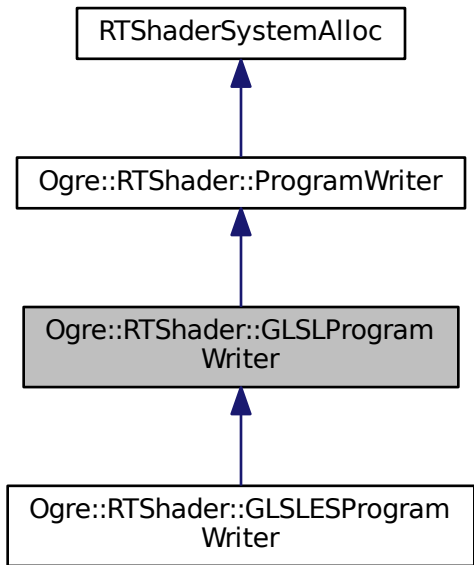 RTShaderSystemAlloc
Ogre::RTShader::ProgramWriter
Ogre::RTShader::GLSLProgram
Writer
Ogre::RTShader::GLSLESProgram
Writer